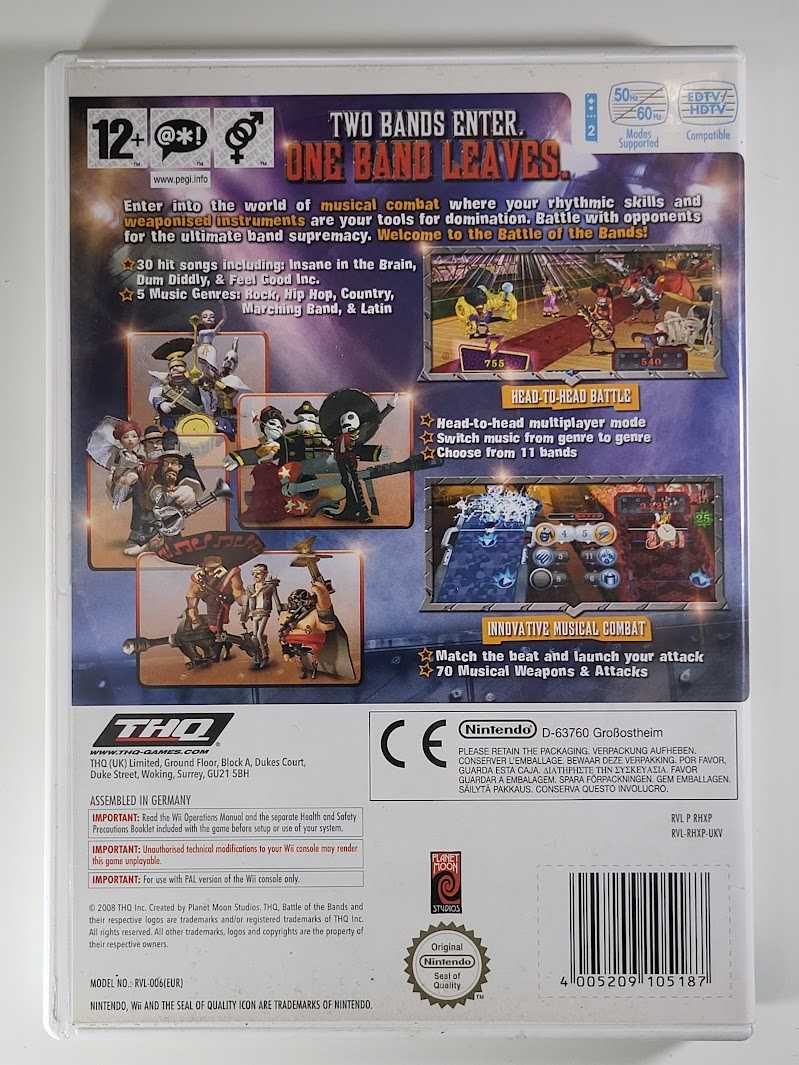 12+
@*!
www.pegi.info
TWO BANDS ENTER.
ONE BAND LEAVES.
2
50Hz
60Hz
Modes
Supported
EDTV/
HDTV
Compatible
Enter into the world of musical combat where your rhythmic skills and
weaponised instruments are your tools for domination. Battle with opponents
for the ultimate band supremacy. Welcome to the Battle of the Bands!
30 hit songs including: Insane in the Brain,
Dum Diddly, & Feel Good Inc.
5 Music Genres: Rock, Hip Hop, Country,
Marching Band, & Latin
755
540
HEAD-TO-HEAD BATTLE
Head-to-head multiplayer mode
Switch music from genre to genre
Choose from 11 bands
25
INNOVATIVE MUSICAL COMBAT
Match the beat and launch your attack
70 Musical Weapons & Attacks
THQ
WWW.THQ-GAMES.COM
THQ (UK) Limited, Ground Floor, Block A, Dukes Court,
Duke Street, Woking, Surrey, GU21 5BH
ASSEMBLED IN GERMANY
IMPORTANT: Read the Wii Operations Manual and the separate Health and Safety
Precautions Booklet included with the game before setup or use of your system.
IMPORTANT: Unauthorised technical modifications to your Wii console may render
this game unplayable.
IMPORTANT: For use with PAL version of the Wii console only.
© 2008 THQ Inc. Created by Planet Moon Studios. THQ, Battle of the Bands and
their respective logos are trademarks and/or registered trademarks of THQ Inc.
All rights reserved. All other trademarks, logos and copyrights are the property of
their respective owners.
MODEL NO.: RVL-006(EUR)
NINTENDO, Wii AND THE SEAL OF QUALITY ICON ARE TRADEMARKS OF NINTENDO.
CE
Nintendo D-63760 Großostheim
PLEASE RETAIN THE PACKAGING. VERPACKUNG AUFHEBEN.
CONSERVER L'EMBALLAGE. BEWAAR DEZE VERPAKKING. POR FAVOR,
GUARDA ESTA CAJA. ΔΙΑΤΗΡΗΣΤΕ ΤΗΝ ΣΥΣΚΕΥΑΣΙΑ. FAVOR
GUARDAR A EMBALAGEM. SPARA FÖRPACKNINGEN. GEM EMBALLAGEN.
SÄILYTÄ PAKKAUS. CONSERVA QUESTO INVOLUCRO.
RVL P RHXP
RVL-RHXP-UKV
PLANET
MOON
STUDIOS
Original
Nintendo
Seal of
Quality
TM
4 005209 105187